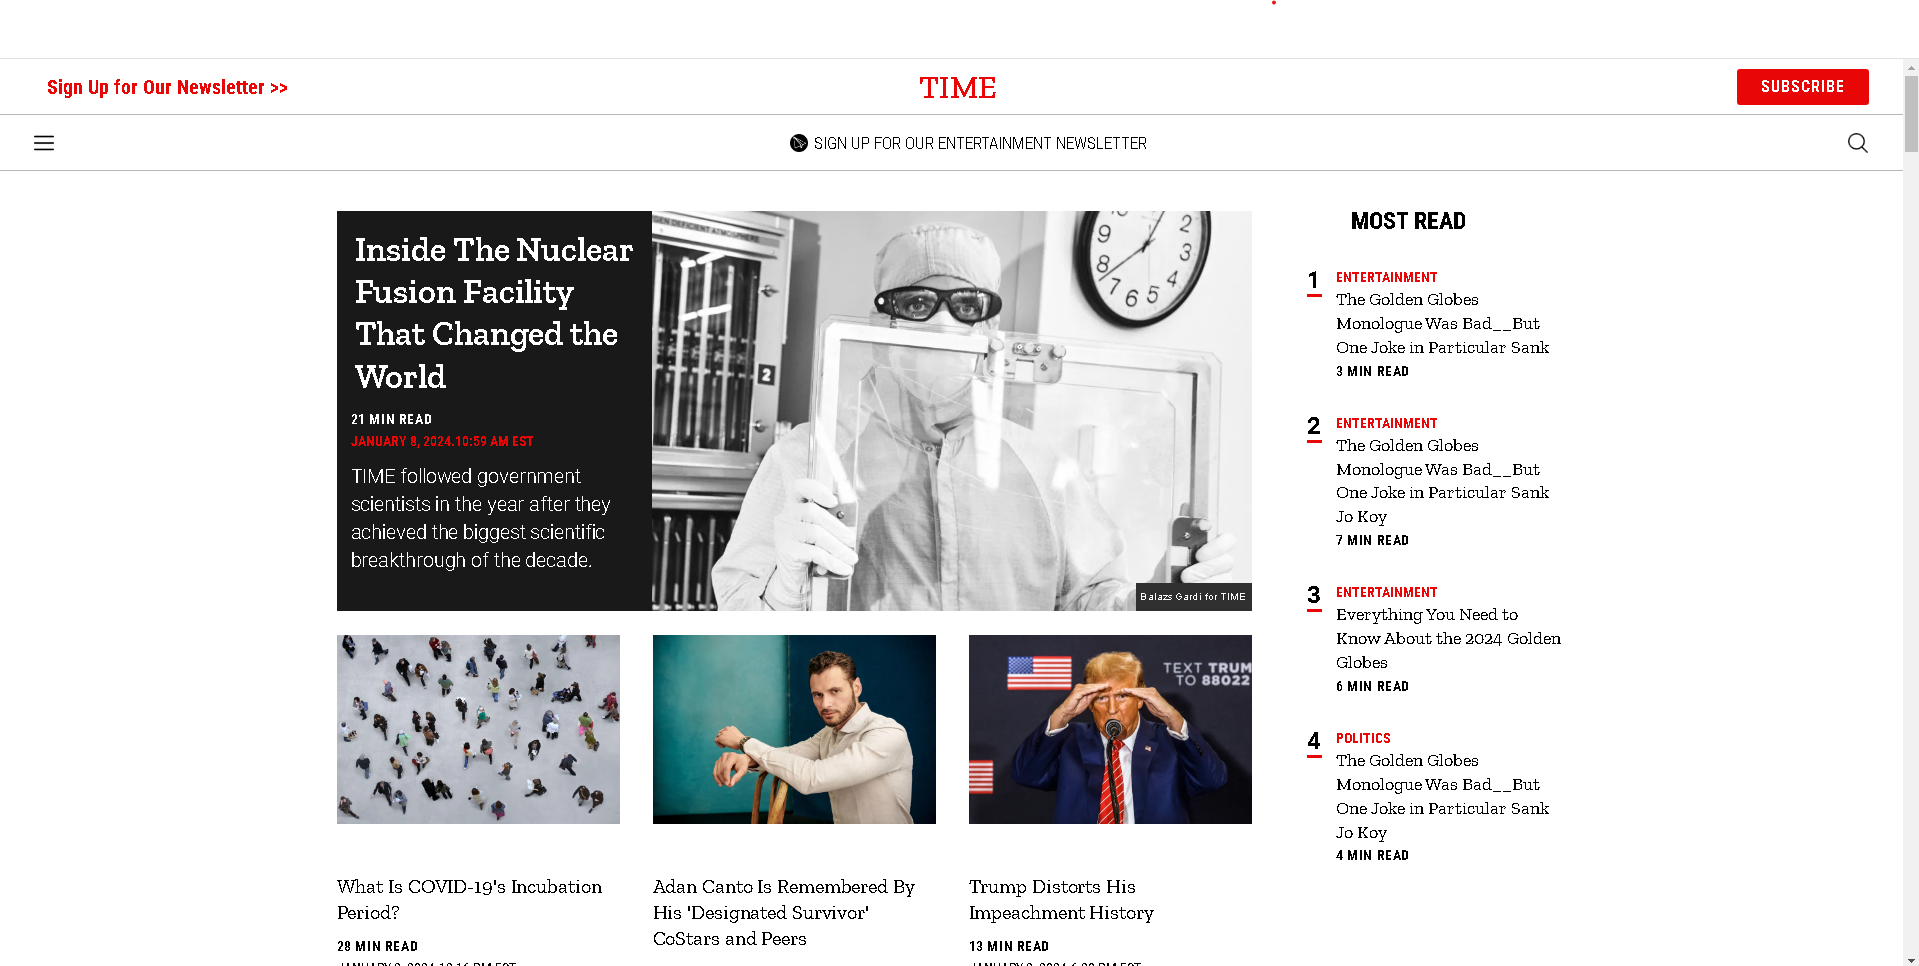 Sign Up for Our Newsletter >>
TIME
SUBSCRIBE
SIGN UP FOR OUR ENTERTAINMENT NEWSLETTER
Inside The Nuclear
Fusion Facility
That Changed the
World
21 MIN READ
JANUARY 8, 2024.10:59 AM EST
TIME followed government
scientists in the year after they
achieved the biggest scientific
breakthrough of the decade.
2
Balazs Gardi for TIME
MOST READ
1
ENTERTAINMENT
The Golden Globes
Monologue Was Bad__But
One Joke in Particular Sank
3 MIN READ
2
ENTERTAINMENT
The Golden Globes
Monologue Was Bad__But
One Joke in Particular Sank
Jo Koy
7 MIN READ
3
ENTERTAINMENT
Everything You Need to
Know About the 2024 Golden
Globes
6 MIN READ
4
POLITICS
The Golden Globes
Monologue Was Bad__But
One Joke in Particular Sank
Jo Koy
4 MIN READ
TEXT TRUM
TO 88022
What Is COVID-19's Incubation
Period?
28 MIN READ
Adan Canto Is Remembered By
His 'Designated Survivor'
CoStars and Peers
Trump Distorts His
Impeachment History
13 MIN READ